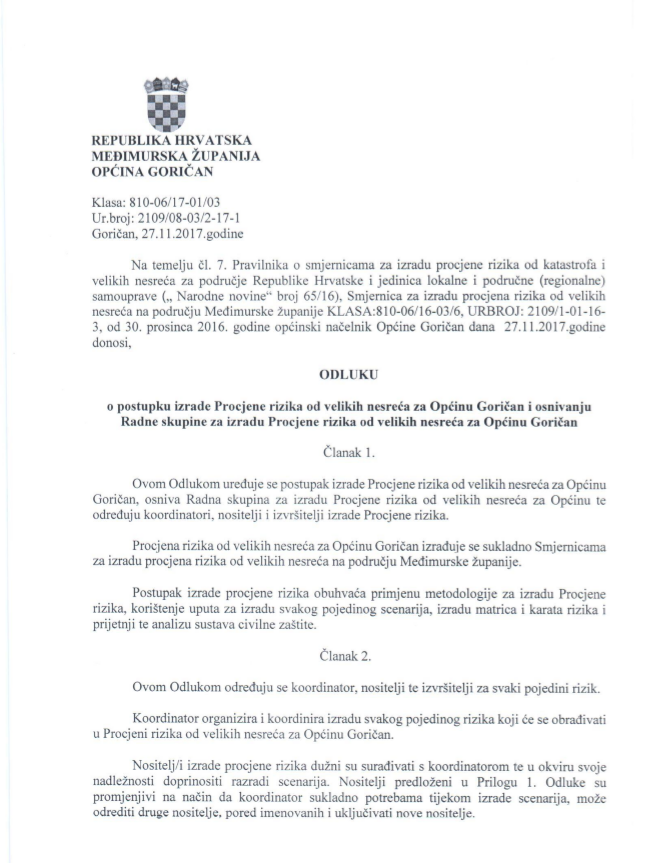 REPUBLIKA HRVATSKA
MEĐIMURSKA ŽUPANIJA
OPĆINA GORIČAN
Klasa: 810-06/17-01/03
Ur.broj: 2109/08-03/2-17-1
Goričan, 27.11.2017.godine
Na temelju čl. 7. Pravilnika o smjernicama za izradu procjene rizika od katastrofa i
velikih nesreća za područje Republike Hrvatske i jedinica lokalne i područne (regionalne)
samouprave („ Narodne novine“ broj 65/16), Smjernica za izradu procjena rizika od velikih
nesreća na području Međimurske županije KLASA:810-06/16-03/6, URBROJ: 2109/1-01-16-
3, od 30. prosinca 2016. godine općinski načelnik Općine Goričan dana 27.11.2017.godine
donosi,
ODLUKU
o postupku izrade Procjene rizika od velikih nesreća za Općinu Goričan i osnivanju
Radne skupine za izradu Procjene rizika od velikih nesreća za Općinu Goričan
Članak 1.
Ovom Odlukom uređuje se postupak izrade Procjene rizika od velikih nesreća za Općinu
Goričan, osniva Radna skupina za izradu Procjene rizika od velikih nesreća za Općinu te
određuju koordinatori, nositelji i izvršitelji izrade Procjene rizika.
Procjena rizika od velikih nesreća za Općinu Goričan izrađuje se sukladno Smjernicama
za izradu procjena rizika od velikih nesreća na području Međimurske županije.
Postupak izrade procjene rizika obuhvaća primjenu metodologije za izradu Procjene
rizika, korištenje uputa za izradu svakog pojedinog scenarija, izradu matrica i karata rizika i
prijetnji te analizu sustava civilne zaštite.
Članak 2.
Ovom Odlukom određuju se koordinator, nositelji te izvršitelji za svaki pojedini rizik.
Koordinator organizira i koordinira izradu svakog pojedinog rizika koji će se obrađivati
u Procjeni rizika od velikih nesreća za Općinu Goričan.
Nositelj/i izrade procjene rizika dužni su surađivati s koordinatorom te u okviru svoje
nadležnosti doprinositi razradi scenarija. Nositelji predloženi u Prilogu 1. Odluke su
promjenjivi na način da koordinator sukladno potrebama tijekom izrade scenarija, može
odrediti druge nositelje, pored imenovanih i uključivati nove nositelje.